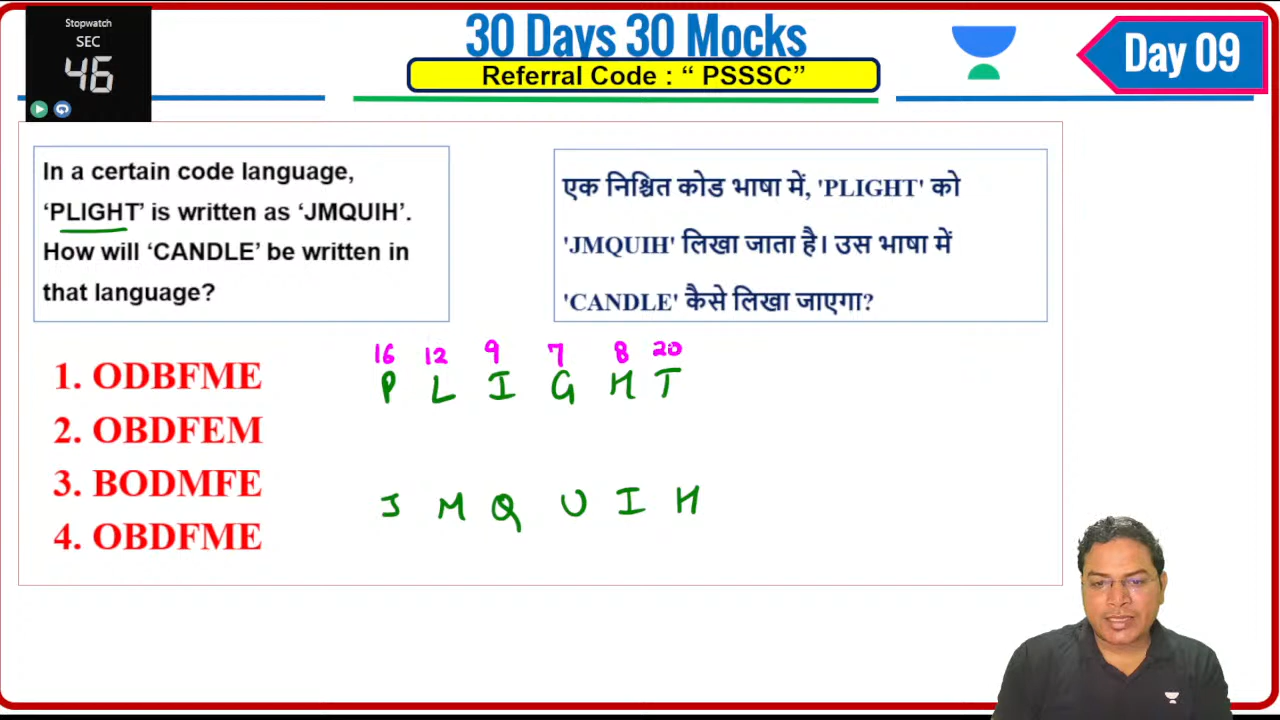 Stopwatch
SEC
46
30 Days 30 Mocks
Referral Code : “ PSSSC”
Day 09
In a certain code language,
‘PLIGHT’ is written as ‘JMQUIH’.
How will ‘CANDLE’ be written in
that language?
एक निश्चित कोड भाषा में, 'PLIGHT' को
'JMQUIH' लिखा जाता है। उस भाषा में
'CANDLE' कैसे लिखा जाएगा?
1. ODBFME
2. OBDFEM
3. BODMFE
4. OBDFME
16 12 9 7 8 20
P L I G H T
J M Q U I H